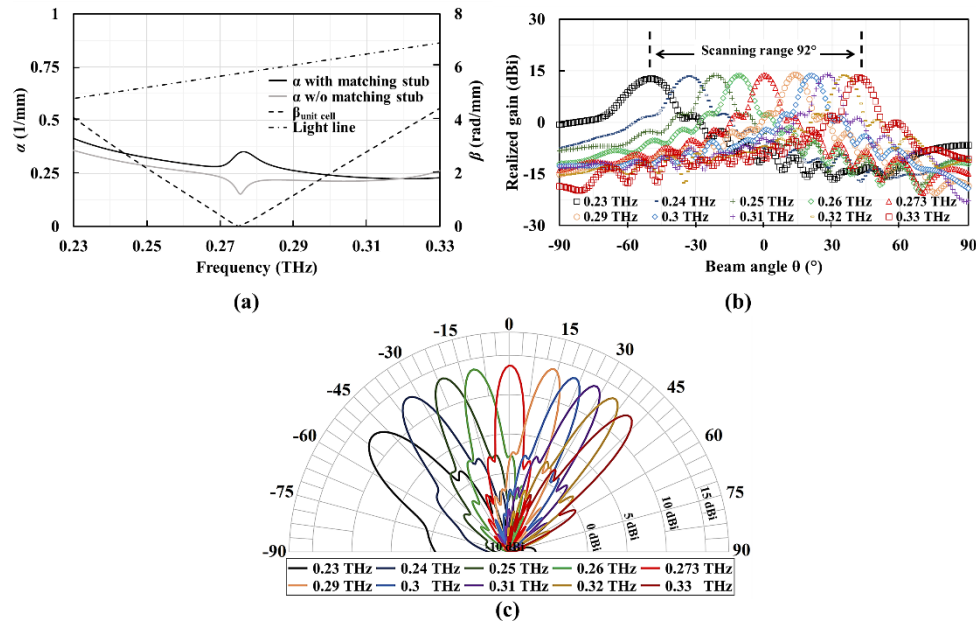 (a)
1
0.75
0.5
0.25
0
α (1/mm)
8
6
4
2
0
β (rad/mm)
α with matching stub
α w/o matching stub
βunit cell
Light line
0.23
0.25
0.27
0.29
0.31
0.33
Frequency (THz)
(a)
(b)
30
15
0
-15
-30
Realized gain (dBi)
Scanning range 92°
0.23 THz 0.24 THz 0.25 THz 0.26 THz 0.273 THz
0.29 THz 0.3 THz 0.31 THz 0.32 THz 0.33 THz
-90 -60 -30 0 30 60 90
Beam angle θ (°)
(b)
-90
-75
-60
-45
-30
-15
0
15
30
45
60
75
90
-10 dBi
0 dBi
5 dBi
10 dBi
15 dBi
0.23 THz 0.24 THz 0.25 THz 0.26 THz 0.273 THz
0.29 THz 0.3 THz 0.31 THz 0.32 THz 0.33 THz
(c)